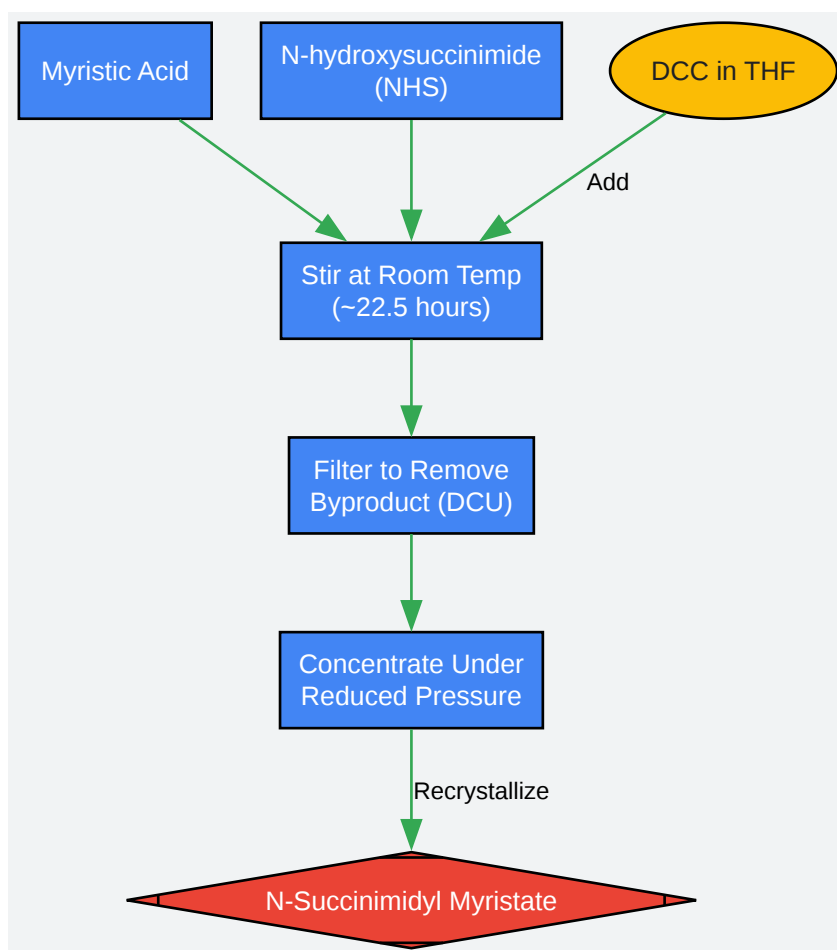 Myristic Acid
N-hydroxysuccinimide
(NHS)
DCC in THF
Add
Stir at Room Temp
(~22.5 hours)
Filter to Remove
Byproduct (DCU)
Concentrate Under
Reduced Pressure
Recrystallize
N-Succinimidyl Myristate